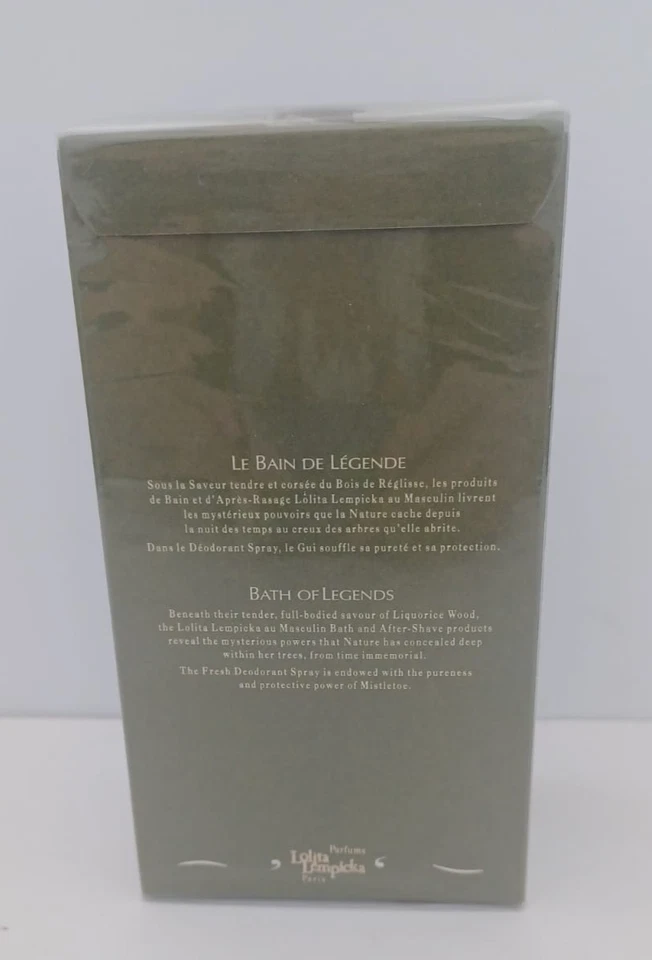 LE BAIN DE LÉGENDE
Sous la Saveur tendre et corsée du Bois de Réglisse, les produits
de Bain et d'Après-Rasage Lolita Lempicka au Masculin livrent
les mystérieux pouvoirs que la Nature cache depuis
la nuit des temps au creux des arbres qu'elle abrite.
Dans le Déodorant Spray, le Gui souffle sa pureté et sa protection.
BATH OF LEGENDS
Beneath their tender, full-bodied savour of Liquorice Wood,
the Lolita Lempicka au Masculin Bath and After-Shave products
reveal the mysterious powers that Nature has concealed deep
within her trees, from time immemorial.
The Fresh Deodorant Spray is endowed with the pureness
and protective power of Mistletoe.
Parfums
Lolita
Lempicka
Paris